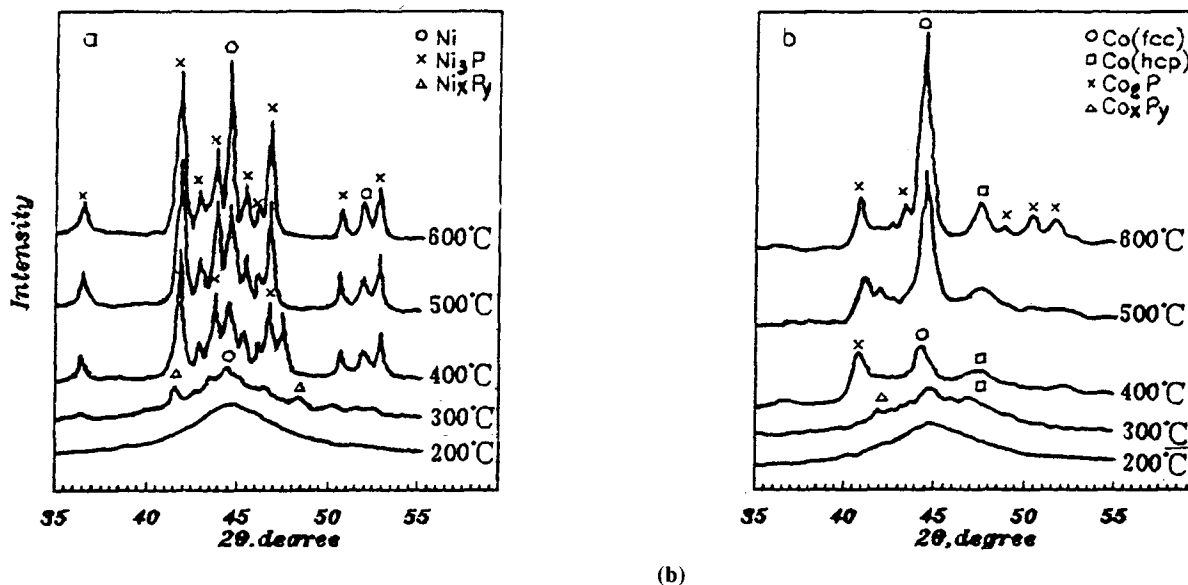 a
○ Ni
× Ni3P
△ NiXPy
Intensity
600°C
500°C
400°C
300°C
200°C
35 40 45 50 55
2θ.degree
b
○ Co(fcc)
□ Co(hcp)
× Co2P
△ CoXPy
600°C
500°C
400°C
300°C
200°C
35 40 45 50 55
2θ,degree
(b)